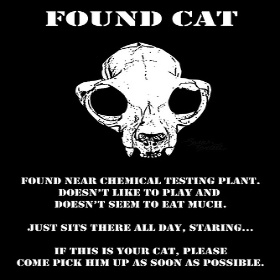 FOUND CAT
FOUND NEAR CHEMICAL TESTING PLANT.
DOESN'T LIKE TO PLAY AND
DOESN'T SEEM TO EAT MUCH.
JUST SITS THERE ALL DAY, STARING...
IF THIS IS YOUR CAT, PLEASE
COME PICK HIM UP AS SOON AS POSSIBLE.